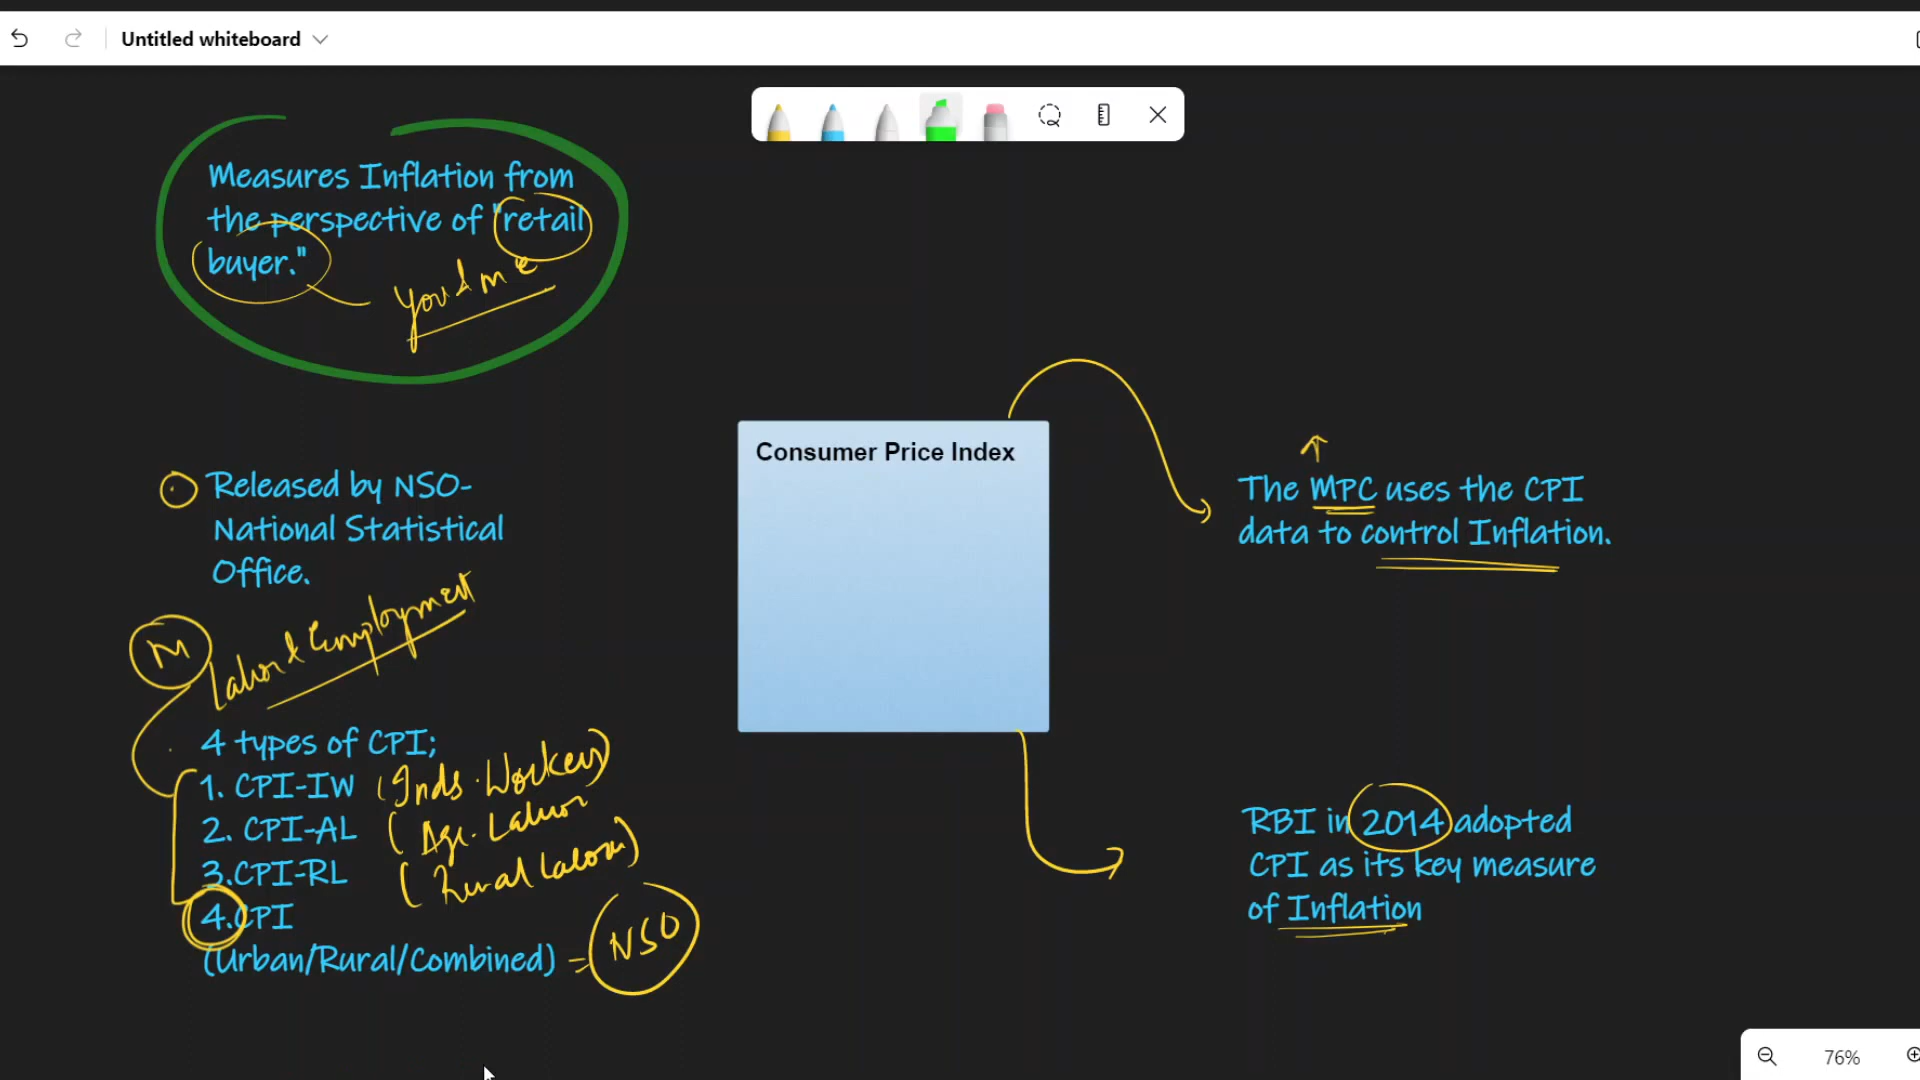 Untitled whiteboard
Measures Inflation from
the perspective of "retail
buyer."
You & me
Consumer Price Index
The MPC uses the CPI
data to control Inflation.
Released by NSO-
National Statistical
Office.
M
Labor & Employment
4 types of CPI;
1. CPI-IW (Inds. Workers)
2. CPI-AL (Agr. Labor
3.CPI-RL (Rural Labour)
4.CPI
(Urban/Rural/Combined) = NSO
RBI in 2014 adopted
CPI as its key measure
of Inflation
76%